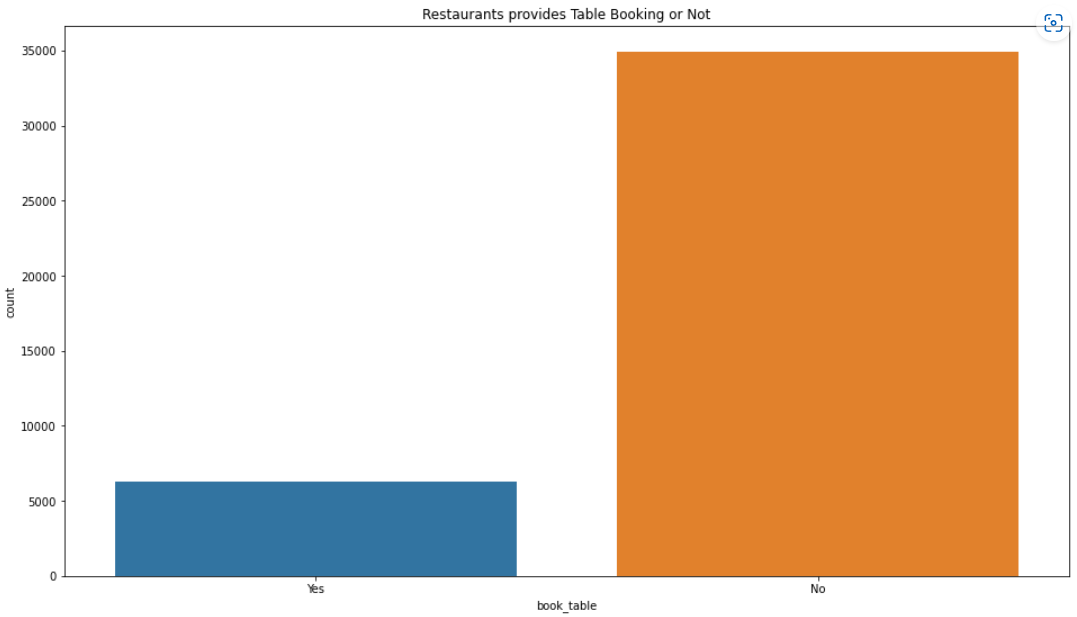 Restaurants provides Table Booking or Not
35000
30000
25000
20000
15000
10000
5000
0
count
Yes
No
book_table